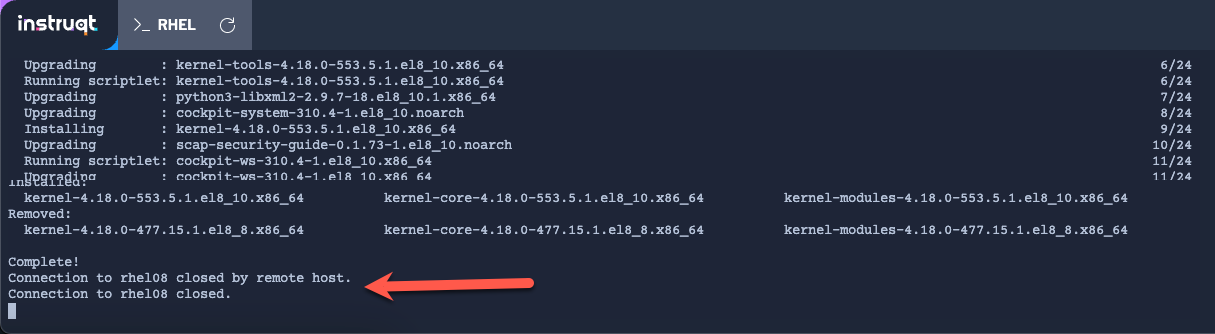 instruqt
>_ RHEL
Upgrading : kernel-tools-4.18.0-553.5.1.el8_10.x86_64 6/24
Running scriptlet: kernel-tools-4.18.0-553.5.1.el8_10.x86_64 6/24
Upgrading : python3-libxml2-2.9.7-18.el8_10.1.x86_64 7/24
Upgrading : cockpit-system-310.4-1.el8_10.noarch 8/24
Installing : kernel-4.18.0-553.5.1.el8_10.x86_64 9/24
Upgrading : scap-security-guide-0.1.73-1.el8_10.noarch 10/24
Running scriptlet: cockpit-ws-310.4-1.el8_10.x86_64 11/24
Upgrading : cockpit-ws-310.4-1.el8_10.x86_64 11/24
Installed:
kernel-4.18.0-553.5.1.el8_10.x86_64 kernel-core-4.18.0-553.5.1.el8_10.x86_64 kernel-modules-4.18.0-553.5.1.el8_10.x86_64
Removed:
kernel-4.18.0-477.15.1.el8_8.x86_64 kernel-core-4.18.0-477.15.1.el8_8.x86_64 kernel-modules-4.18.0-477.15.1.el8_8.x86_64
Complete!
Connection to rhel08 closed by remote host.
Connection to rhel08 closed.